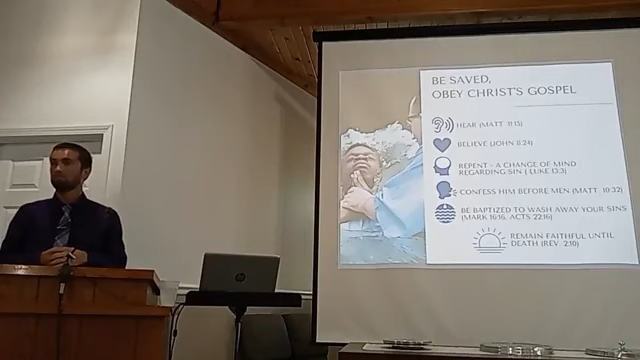 BE SAVED,
OBEY CHRIST'S GOSPEL
HEAR (MATT 11:15)
BELIEVE (JOHN 8:24)
REPENT - A CHANGE OF MIND
REGARDING SIN ( LUKE 13:3)
CONFESS HIM BEFORE MEN (MATT 10:32)
BE BAPTIZED TO WASH AWAY YOUR SINS
(MARK 16:16, ACTS 22:16)
REMAIN FAITHFUL UNTIL
DEATH (REV. 2:10)
hp